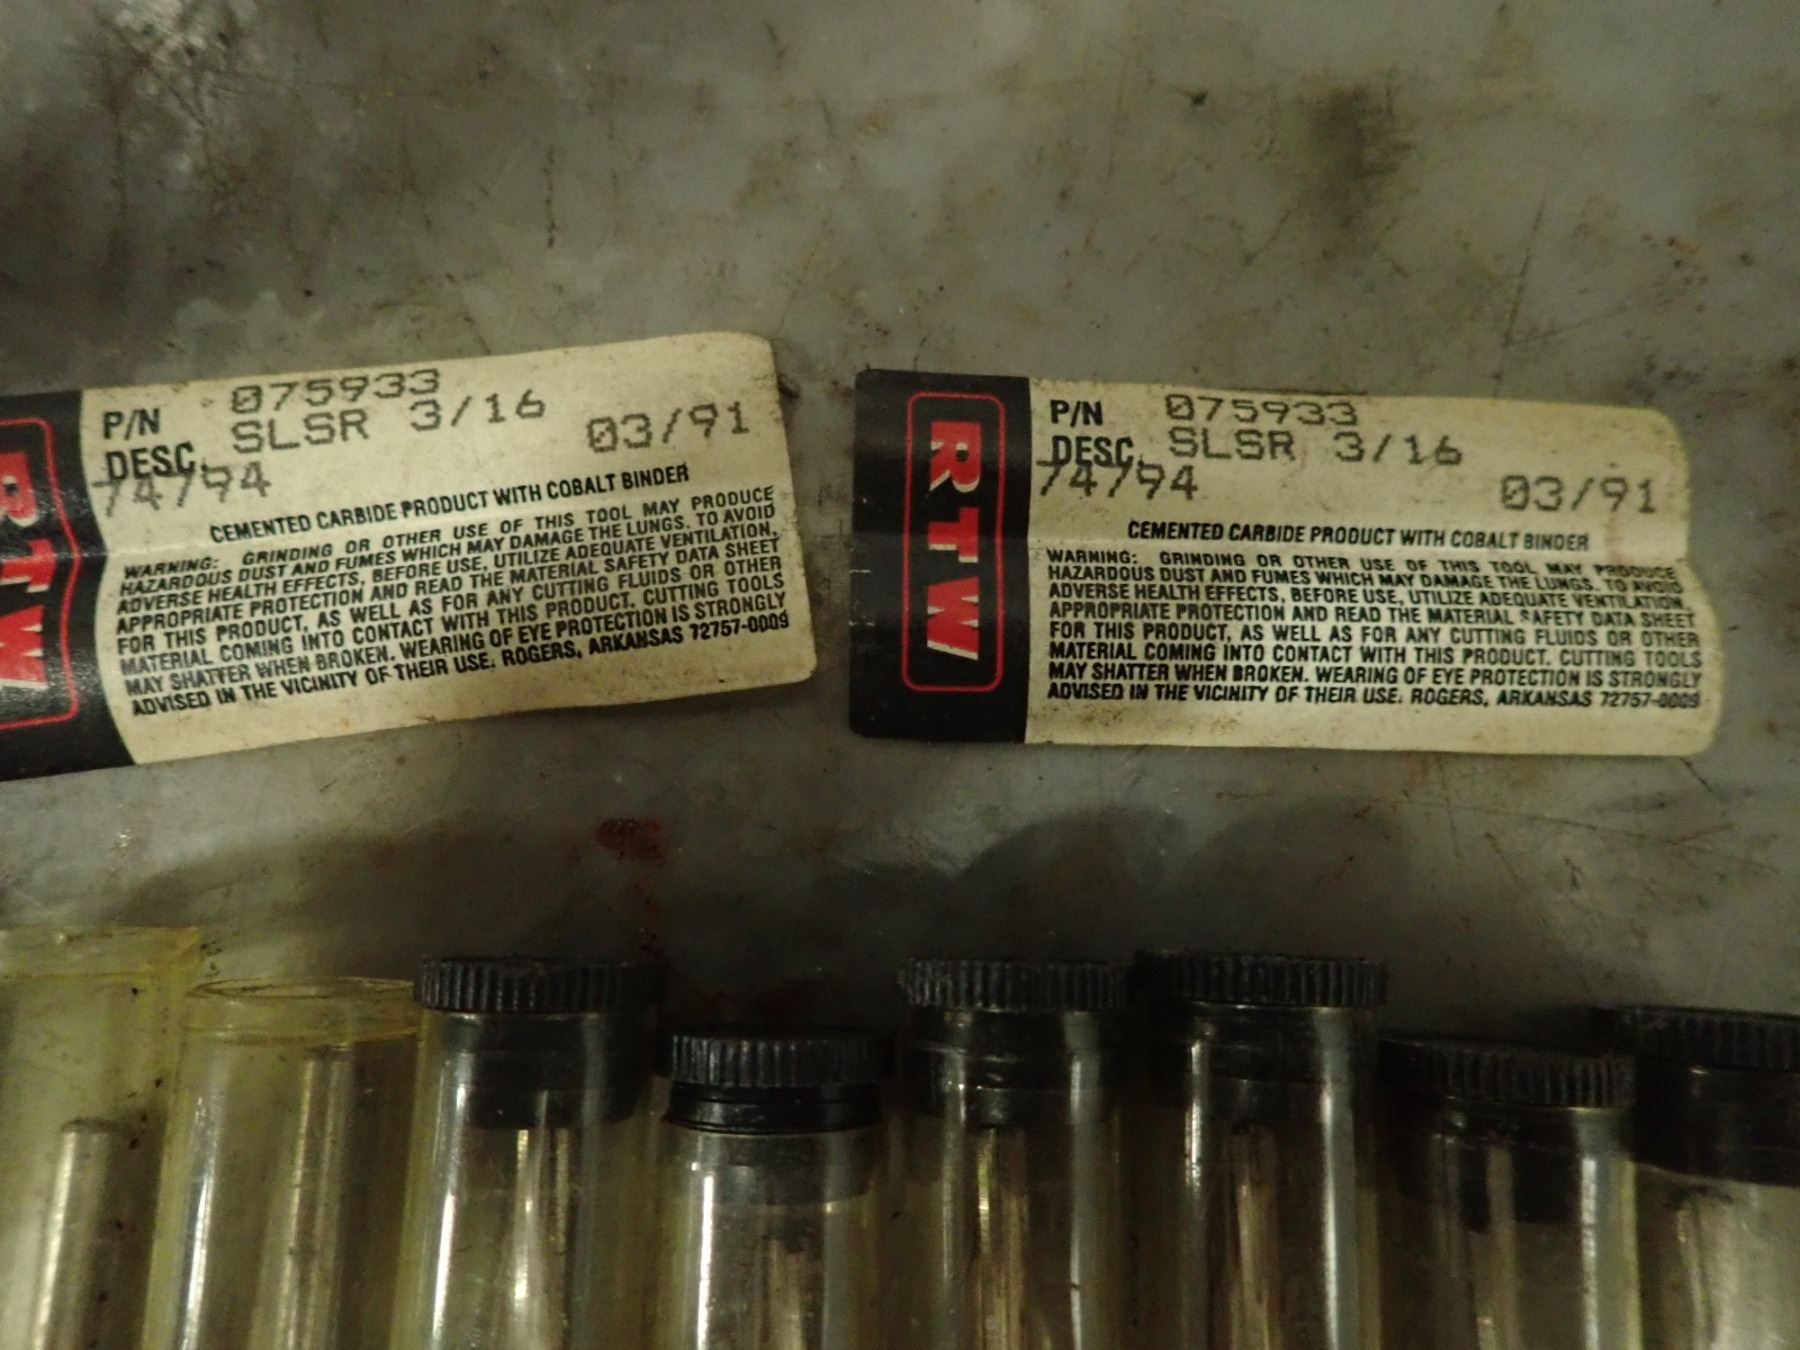 RTW
P/N 075933
DESC. SLSR 3/16
74794 03/91
CEMENTED CARBIDE PRODUCT WITH COBALT BINDER
WARNING: GRINDING OR OTHER USE OF THIS TOOL MAY PRODUCE
HAZARDOUS DUST AND FUMES WHICH MAY DAMAGE THE LUNGS. TO AVOID
ADVERSE HEALTH EFFECTS, BEFORE USE, UTILIZE ADEQUATE VENTILATION,
APPROPRIATE PROTECTION AND READ THE MATERIAL SAFETY DATA SHEET
FOR THIS PRODUCT, AS WELL AS FOR ANY CUTTING FLUIDS OR OTHER
MATERIAL COMING INTO CONTACT WITH THIS PRODUCT. CUTTING TOOLS
MAY SHATTER WHEN BROKEN. WEARING OF EYE PROTECTION IS STRONGLY
ADVISED IN THE VICINITY OF THEIR USE. ROGERS, ARKANSAS 72757-0009
RTW
P/N 075933
DESC. SLSR 3/16
74794 03/91
CEMENTED CARBIDE PRODUCT WITH COBALT BINDER
WARNING: GRINDING OR OTHER USE OF THIS TOOL MAY PRODUCE
HAZARDOUS DUST AND FUMES WHICH MAY DAMAGE THE LUNGS. TO AVOID
ADVERSE HEALTH EFFECTS, BEFORE USE, UTILIZE ADEQUATE VENTILATION,
APPROPRIATE PROTECTION AND READ THE MATERIAL SAFETY DATA SHEET
FOR THIS PRODUCT, AS WELL AS FOR ANY CUTTING FLUIDS OR OTHER
MATERIAL COMING INTO CONTACT WITH THIS PRODUCT. CUTTING TOOLS
MAY SHATTER WHEN BROKEN. WEARING OF EYE PROTECTION IS STRONGLY
ADVISED IN THE VICINITY OF THEIR USE. ROGERS, ARKANSAS 72757-0009